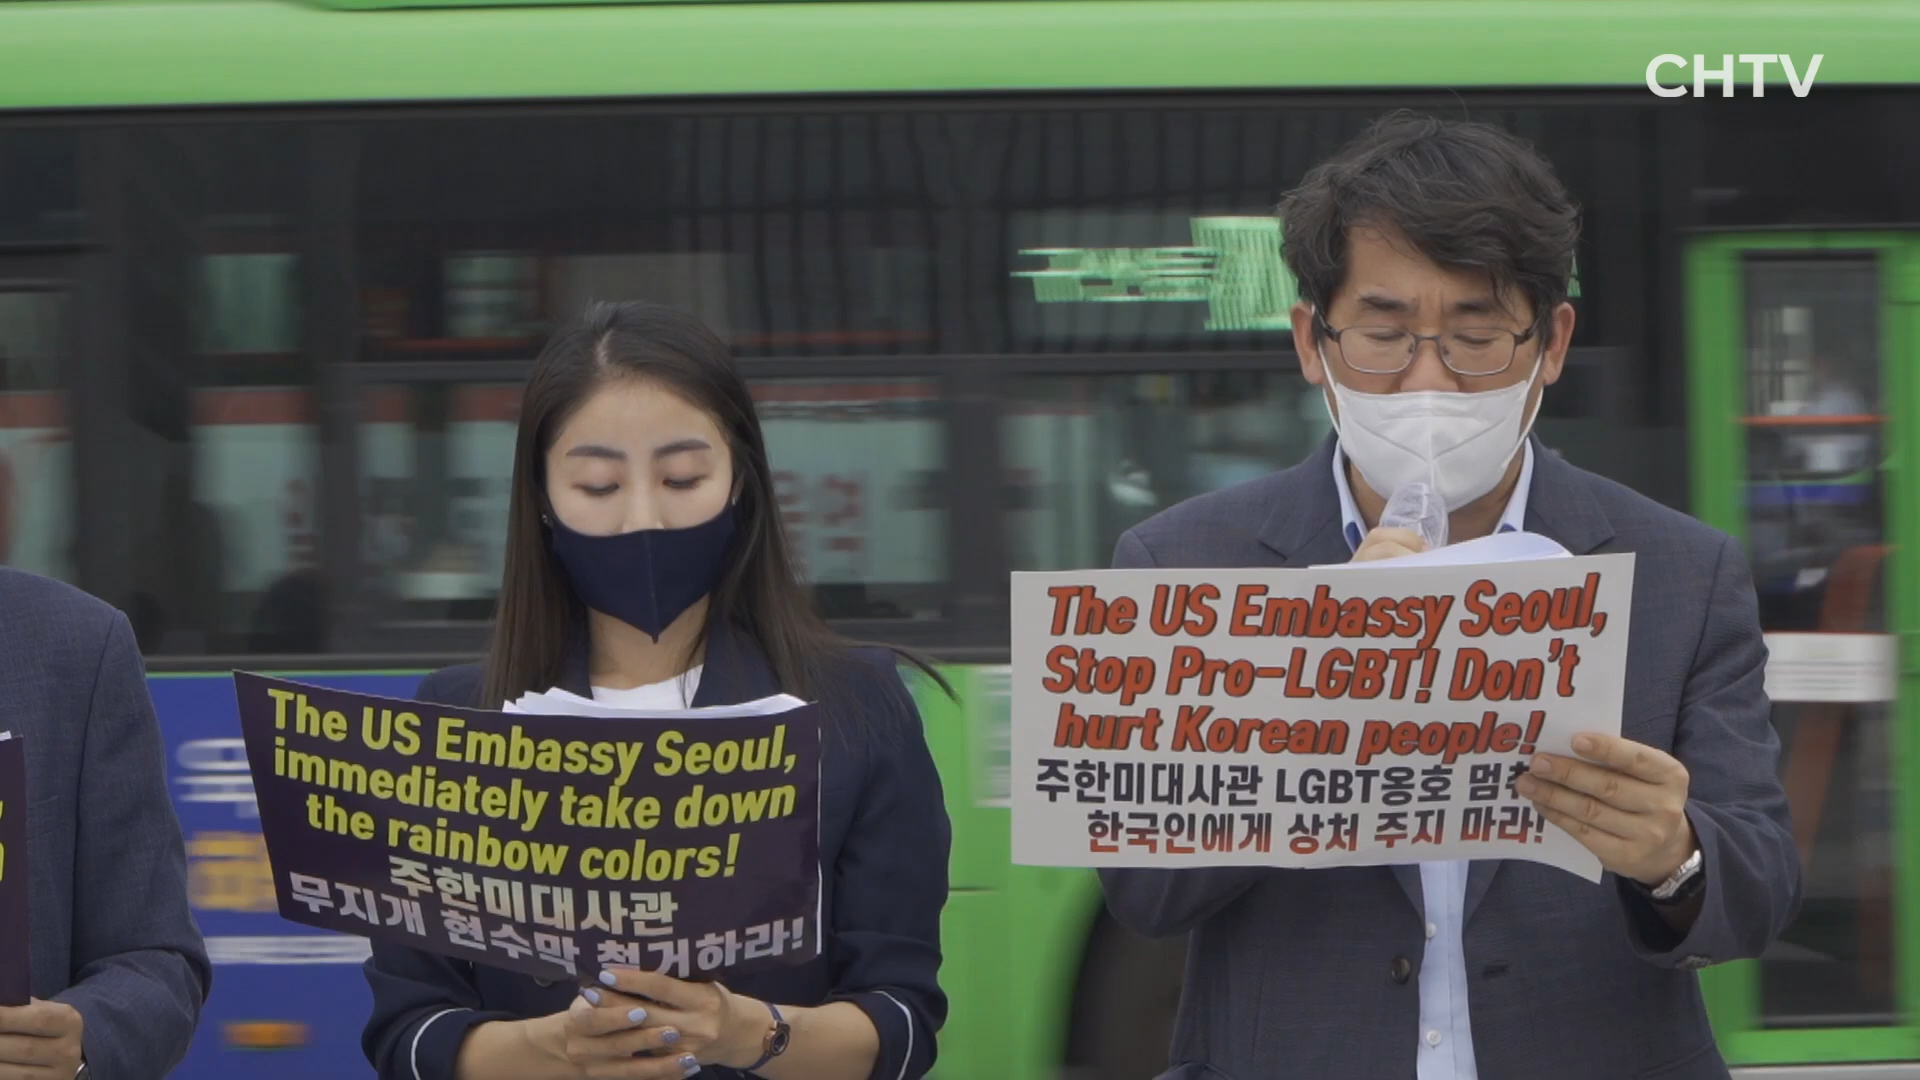 CHTV
The US Embassy Seoul,
immediately take down
the rainbow colors!
주한미대사관
무지개 현수막 철거하라!
The US Embassy Seoul,
Stop Pro-LGBT! Don't
hurt Korean people!
주한미대사관 LGBT옹호 멈추
한국인에게 상처 주지 마라!